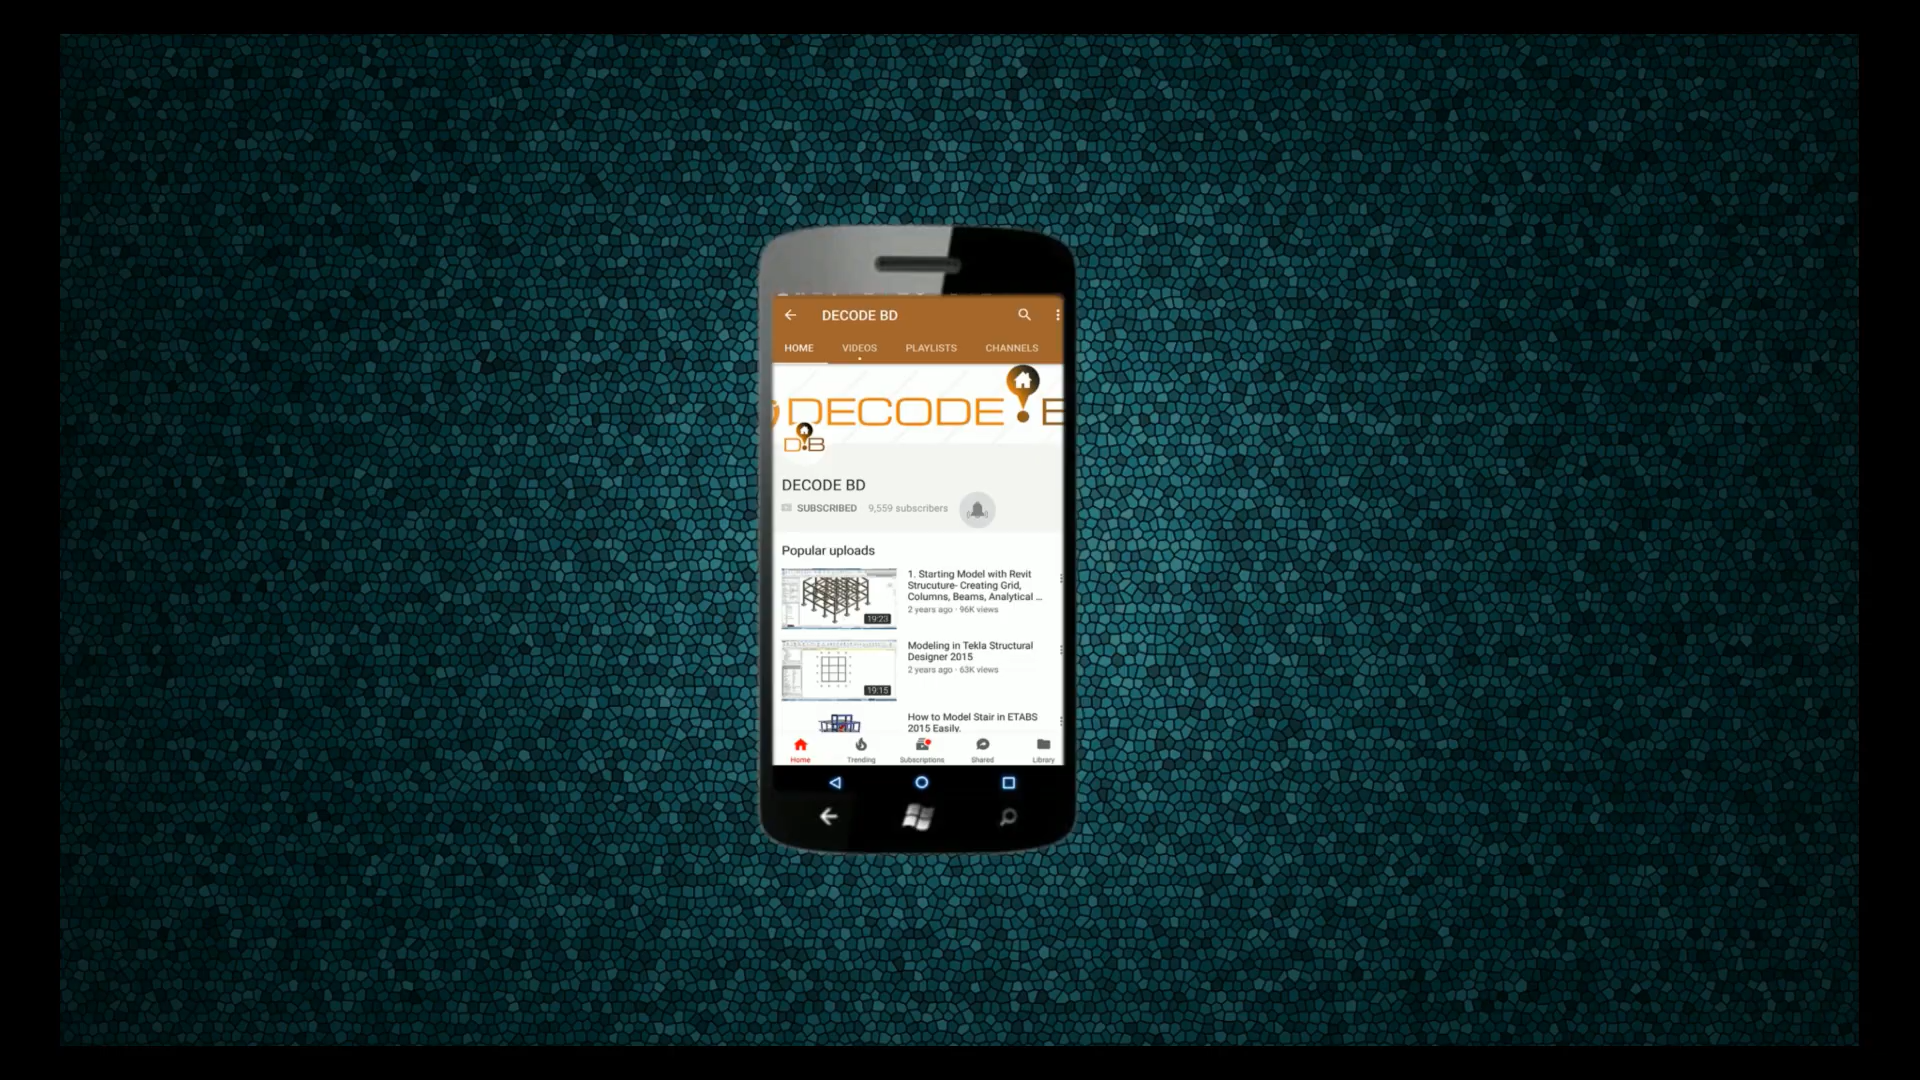 DECODE BD
HOME VIDEOS PLAYLISTS CHANNELS
DECODE B
D B
DECODE BD
SUBSCRIBED 9,559 subscribers
Popular uploads
1. Starting Model with Revit
Strucuture- Creating Grid,
Columns, Beams, Analytical ...
2 years ago · 96K views
19:23
Modeling in Tekla Structural
Designer 2015
2 years ago · 63K views
19:15
How to Model Stair in ETABS
2015 Easily.
Home Trending Subscriptions Shared Library